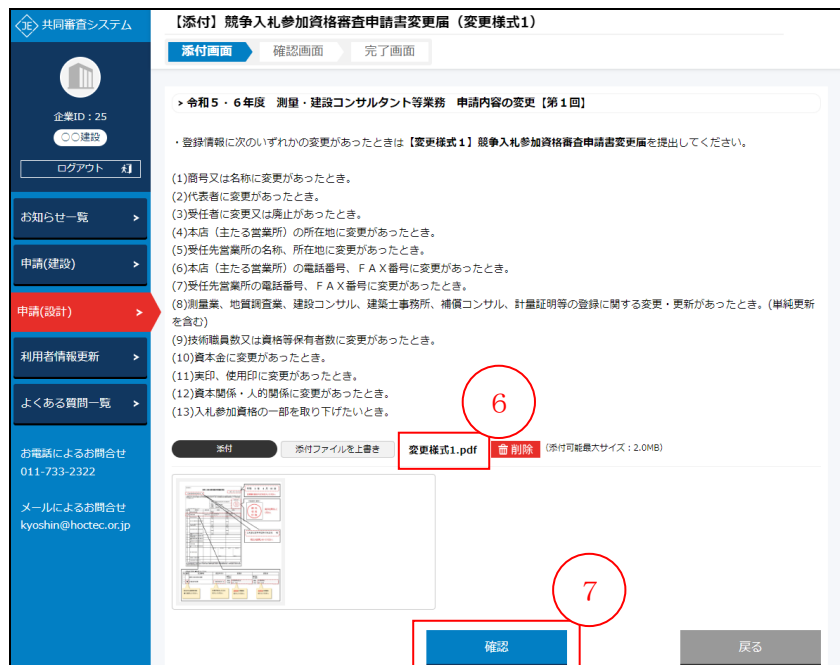 JE 共同審査システム
企業ID：25
〇〇建設
ログアウト
お知らせ一覧 >
申請(建設) >
申請(設計) >
利用者情報更新 >
よくある質問一覧 >
お電話によるお問合せ
011-733-2322
メールによるお問合せ
kyoshin@hoctec.or.jp
【添付】競争入札参加資格審査申請書変更届（変更様式1）
添付画面 確認画面 完了画面
> 令和５・６年度　測量・建設コンサルタント等業務　申請内容の変更【第１回】
・登録情報に次のいずれかの変更があったときは【変更様式１】競争入札参加資格審査申請書変更届を提出してください。
(1)商号又は名称に変更があったとき。
(2)代表者に変更があったとき。
(3)受任者に変更又は廃止があったとき。
(4)本店（主たる営業所）の所在地に変更があったとき。
(5)受任先営業所の名称、所在地に変更があったとき。
(6)本店（主たる営業所）の電話番号、ＦＡＸ番号に変更があったとき。
(7)受任先営業所の電話番号、ＦＡＸ番号に変更があったとき。
(8)測量業、地質調査業、建設コンサル、建築士事務所、補償コンサル、計量証明等の登録に関する変更・更新があったとき。(単純更新
を含む)
(9)技術職員数又は資格等保有者数に変更があったとき。
(10)資本金に変更があったとき。
(11)実印、使用印に変更があったとき。
(12)資本関係・人的関係に変更があったとき。
(13)入札参加資格の一部を取り下げたいとき。
6
添付 添付ファイルを上書き 変更様式1.pdf 削除 (添付可能最大サイズ：2.0MB)
7
確認 戻る